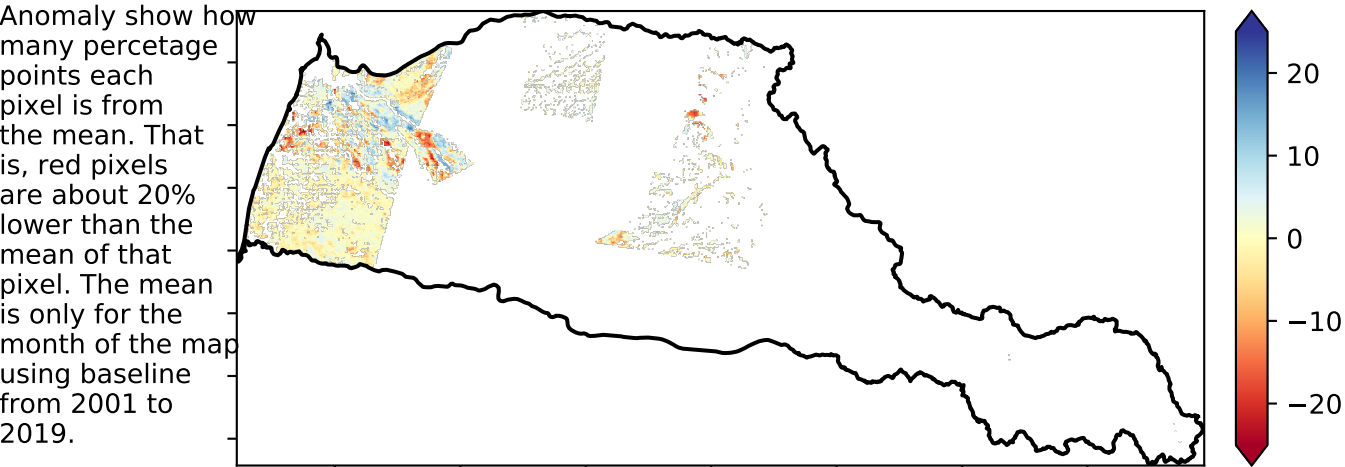 Anomaly show how
many percetage
points each
pixel is from
the mean. That
is, red pixels
are about 20%
lower than the
mean of that
pixel. The mean
is only for the
month of the map
using baseline
from 2001 to
2019.
20
10
0
−10
−20